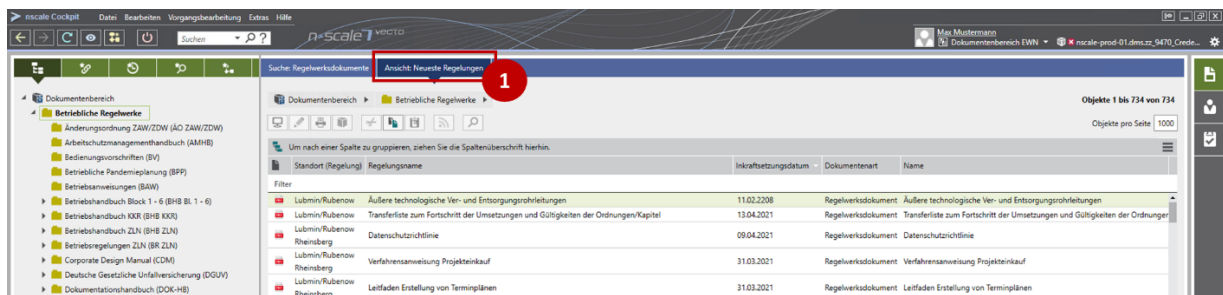 nscale Cockpit Datei Bearbeiten Vorgangsbearbeitung Extras Hilfe
Suchen
?
n-scale 7 vecto
Max Mustermann
Dokumentenbereich EWN nscale-prod-01.dms.zz_9470_Crede...
Suche: Regelwerksdokumente Ansicht: Neueste Regelungen
1
Dokumentenbereich Betriebliche Regelwerke
Objekte 1 bis 734 von 734
Objekte pro Seite 1000
Um nach einer Spalte zu gruppieren, ziehen Sie die Spaltenüberschrift hierhin.
Standort (Regelung) Regelungsname Inkraftsetzungsdatum Dokumentenart Name
Filter
Lubmin/Rubenow Äußere technologische Ver- und Entsorgungsrohrleitungen 11.02.2208 Regelwerksdokument Äußere technologische Ver- und Entsorgungsrohrleitungen
Lubmin/Rubenow Transferliste zum Fortschritt der Umsetzungen und Gültigkeiten der Ordnungen/Kapitel 13.04.2021 Regelwerksdokument Transferliste zum Fortschritt der Umsetzungen und Gültigkeiten der Ordnunger
Lubmin/Rubenow
Rheinsberg Datenschutzrichtlinie 09.04.2021 Regelwerksdokument Datenschutzrichtlinie
Lubmin/Rubenow
Rheinsberg Verfahrensanweisung Projekteinkauf 31.03.2021 Regelwerksdokument Verfahrensanweisung Projekteinkauf
Lubmin/Rubenow
Rheinsberg Leitfaden Erstellung von Terminplänen 31.03.2021 Regelwerksdokument Leitfaden Erstellung von Terminplänen
Dokumentenbereich
Betriebliche Regelwerke
Änderungsordnung ZAW/ZDW (ÄO ZAW/ZDW)
Arbeitschutzmanagementhandbuch (AMHB)
Bedienungsvorschriften (BV)
Betriebliche Pandemieplanung (BPP)
Betriebsanweisungen (BAW)
Betriebshandbuch Block 1 - 6 (BHB Bl. 1 - 6)
Betriebshandbuch KKR (BHB KKR)
Betriebshandbuch ZLN (BHB ZLN)
Betriebsregelungen ZLN (BR ZLN)
Corporate Design Manual (CDM)
Deutsche Gesetzliche Unfallversicherung (DGUV)
Dokumentationshandbuch (DOK-HB)